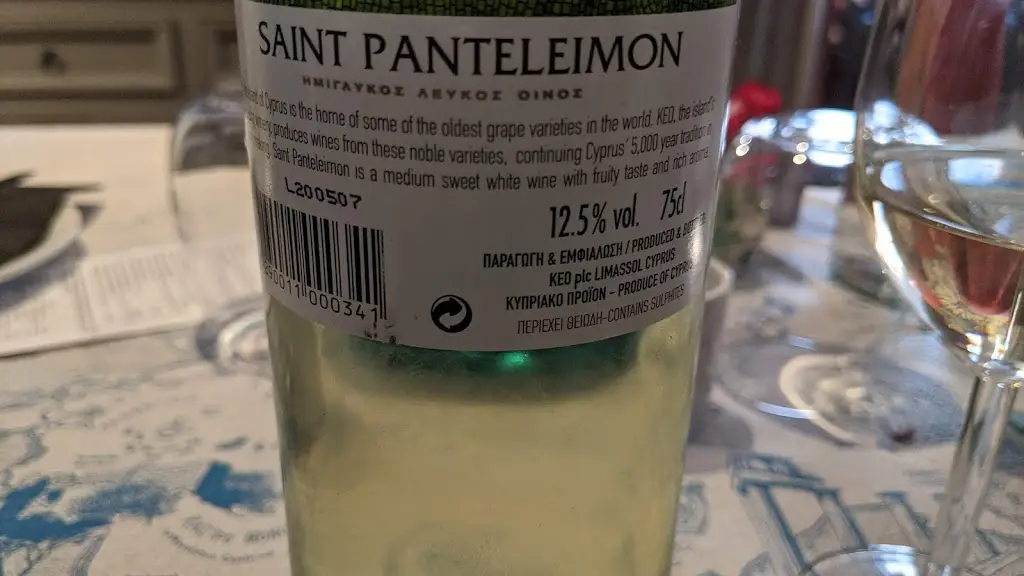 SAINT PANTELEIMON
ΗΜΙΓΛΥΚΟΣ ΛΕΥΚΟΣ ΟΙΝΟΣ
of Cyprus is the home of some of the oldest grape varieties in the world. KEO, the island's
produces wines from these noble varieties, continuing Cyprus' 5,000 year tradition in
Saint Panteleimon is a medium sweet white wine with fruity taste and rich aroma.
L200507
12.5% vol. 75cl
ΠΑΡΑΓΩΓΗ & ΕΜΦΙΑΛΩΣΗ / PRODUCED &
KEO plc LIMASSOL CYPRUS
ΚΥΠΡΙΑΚΟ ΠΡΟΪΟΝ - PRODUCE OF CYPRUS
ΠΕΡΙΕΧΕΙ ΘΕΙΩΔΗ-CONTAINS SULPHITES
011 000341